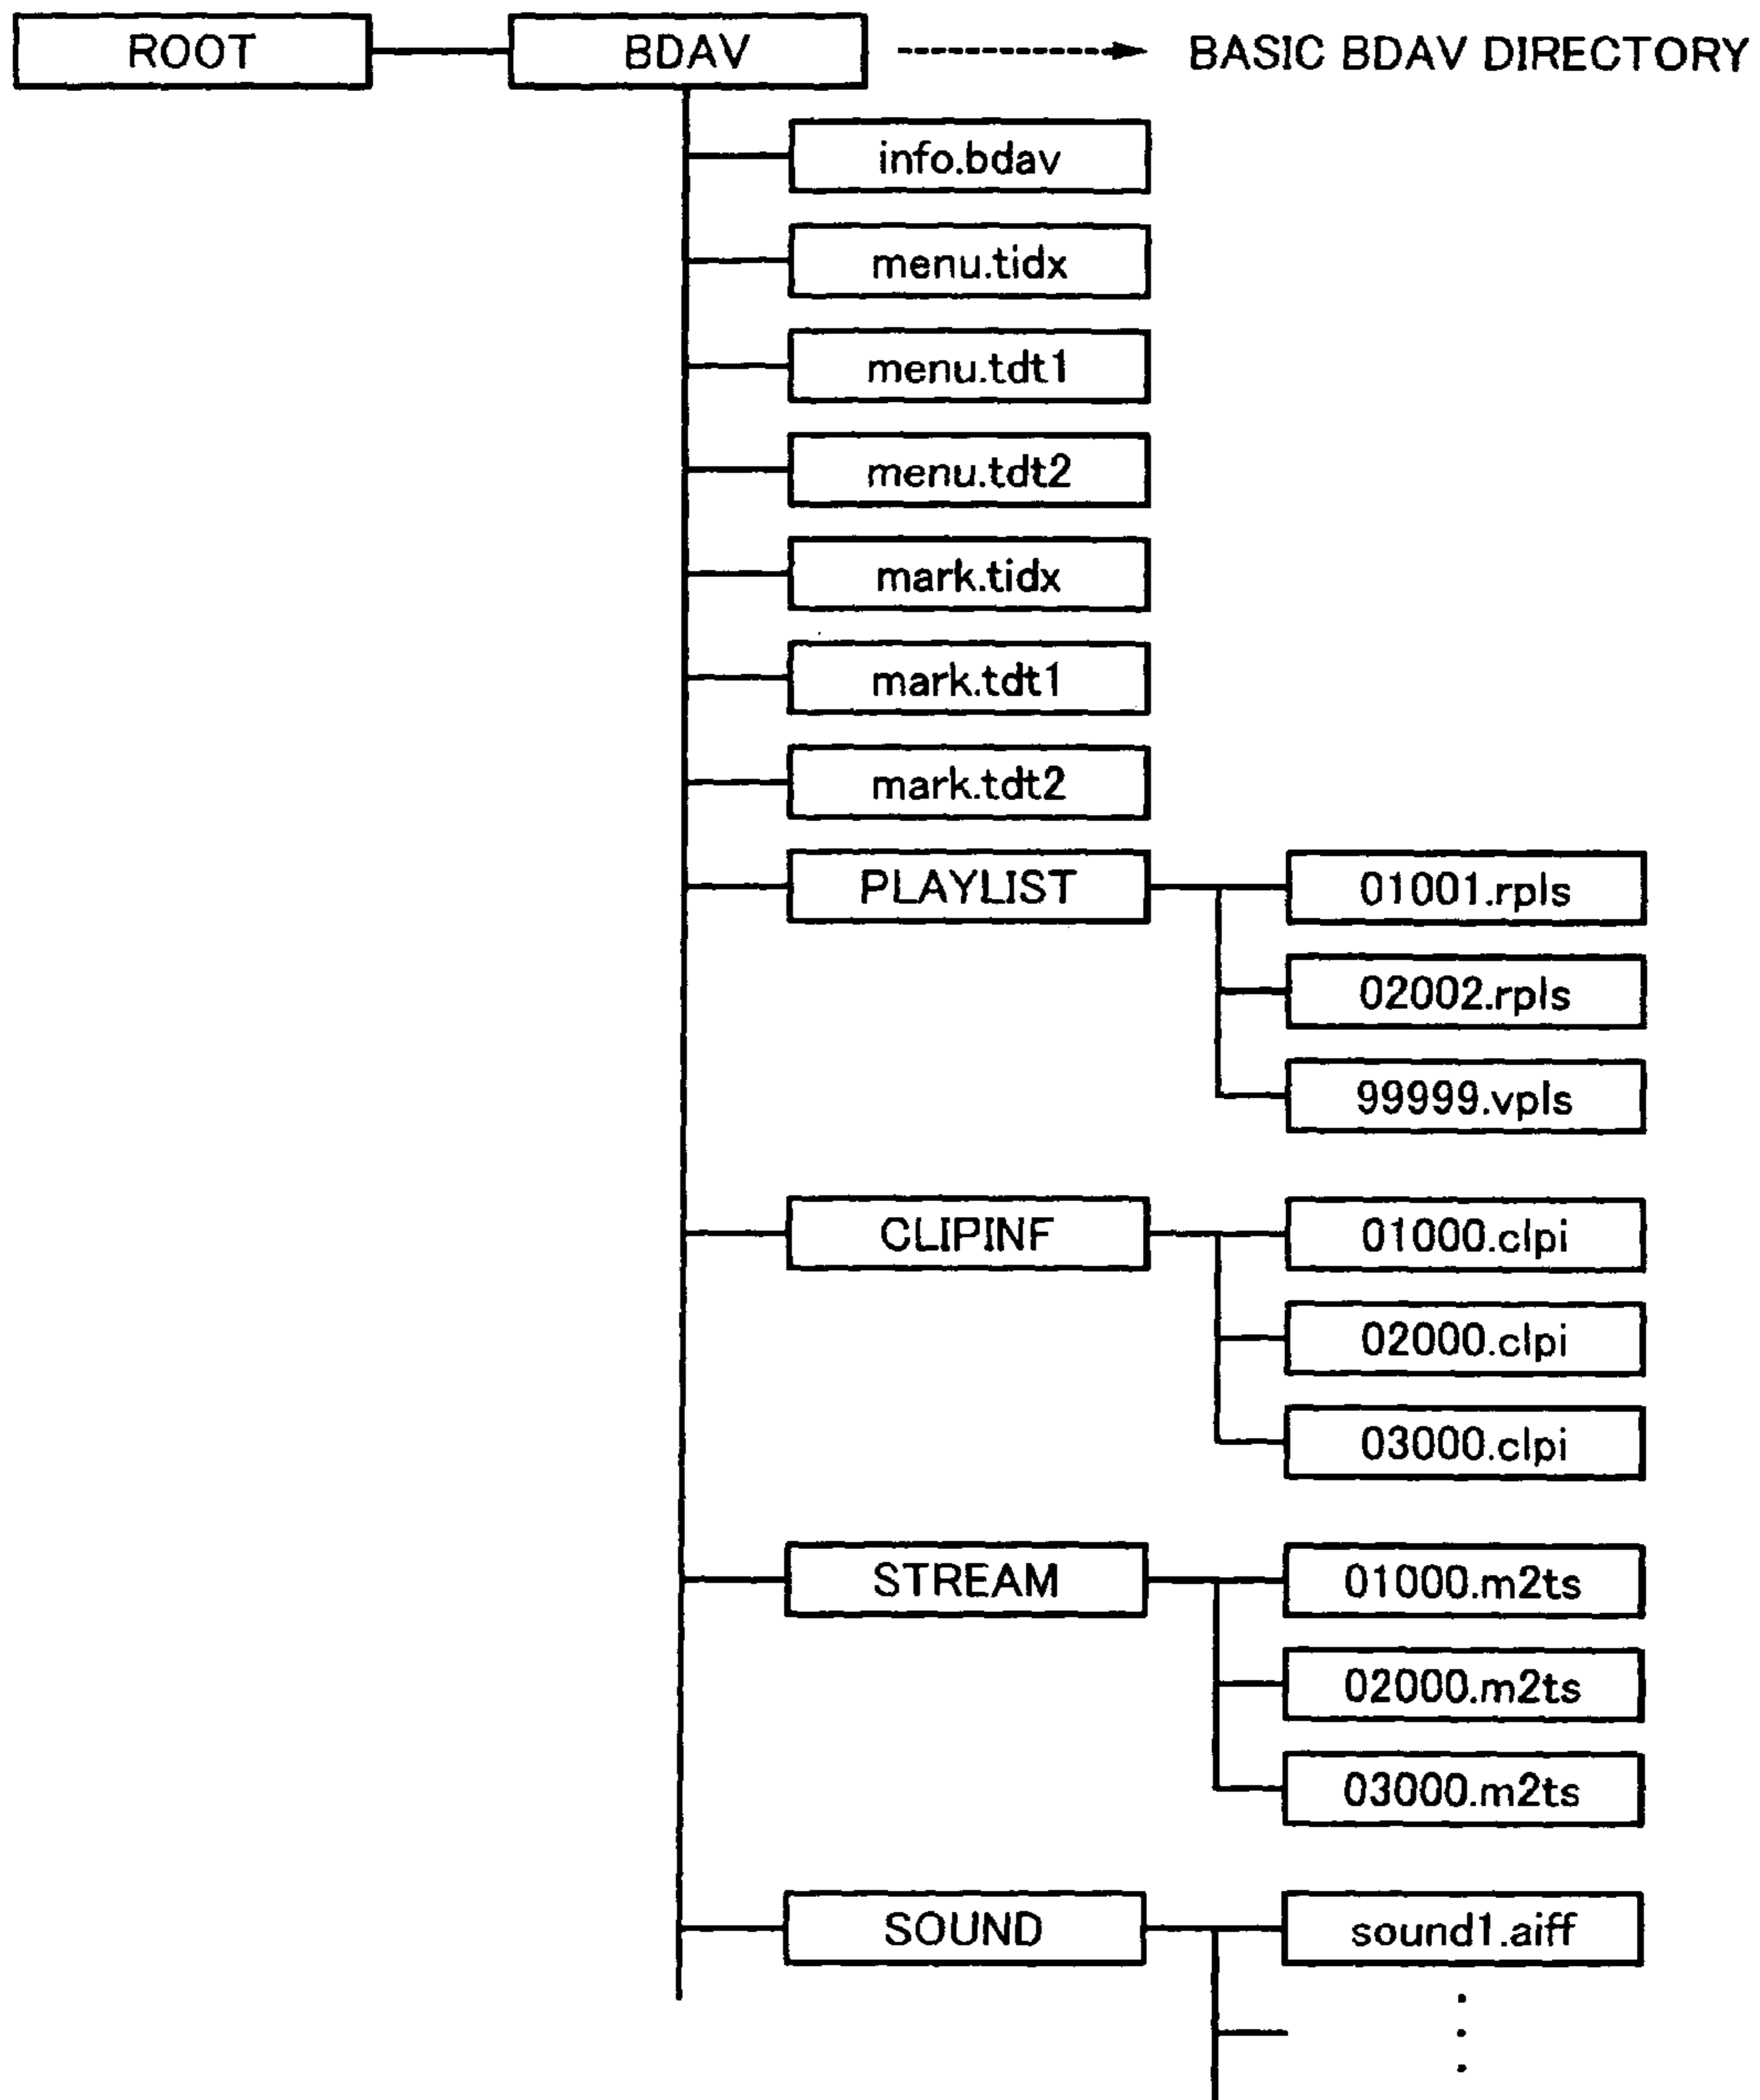 ROOT
BDAV
BASIC BDAV DIRECTORY
info.bdav
menu.tidx
menu.tdt1
menu.tdt2
mark.tidx
mark.tdt1
mark.tdt2
PLAYLIST
01001.rpls
02002.rpls
99999.vpls
CLIPINF
01000.clpi
02000.clpi
03000.clpi
STREAM
01000.m2ts
02000.m2ts
03000.m2ts
SOUND
sound1.aiff